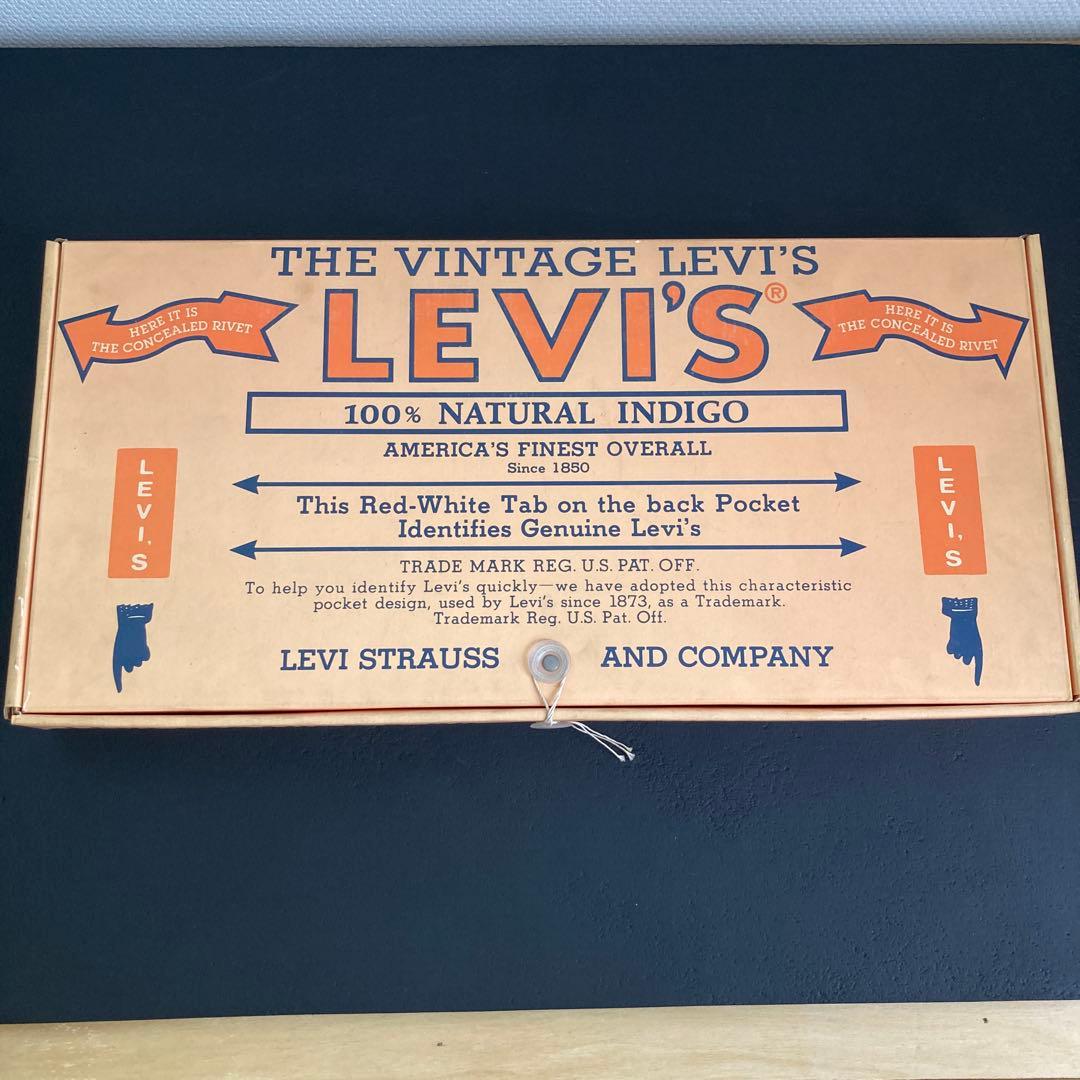 THE VINTAGE LEVI'S
LEVI'S®
HERE IT IS
THE CONCEALED RIVET
HERE IT IS
THE CONCEALED RIVET
100% NATURAL INDIGO
AMERICA'S FINEST OVERALL
Since 1850
LEVI'S
LEVI'S
This Red-White Tab on the back Pocket
Identifies Genuine Levi's
TRADE MARK REG. U.S. PAT. OFF.
To help you identify Levi's quickly—we have adopted this characteristic
pocket design, used by Levi's since 1873, as a Trademark.
Trademark Reg. U.S. Pat. Off.
LEVI STRAUSS AND COMPANY